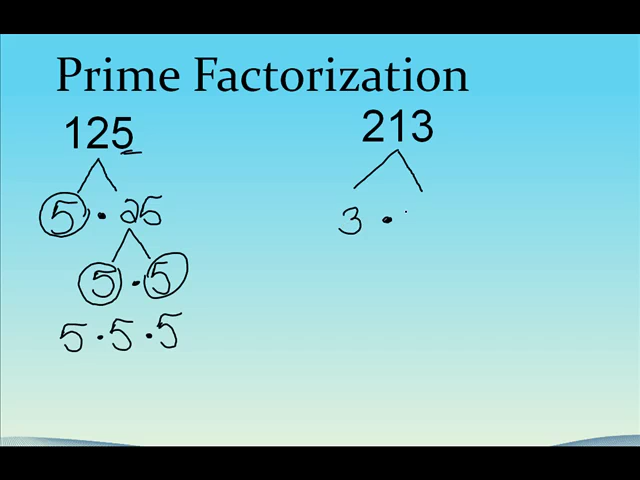 Prime Factorization
125 213
5 · 25 3 ·
5 · 5
5 · 5 · 5